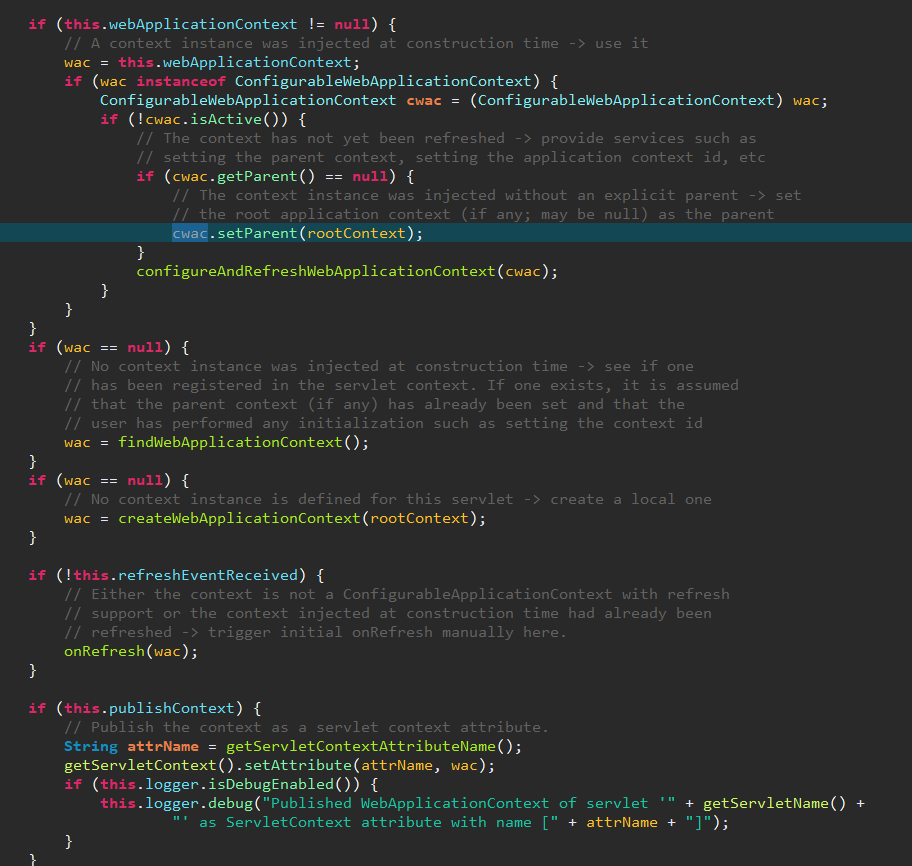 if (this.webApplicationContext != null) {
// A context instance was injected at construction time -> use it
wac = this.webApplicationContext;
if (wac instanceof ConfigurableWebApplicationContext) {
ConfigurableWebApplicationContext cwac = (ConfigurableWebApplicationContext) wac;
if (!cwac.isActive()) {
// The context has not yet been refreshed -> provide services such as
// setting the parent context, setting the application context id, etc
if (cwac.getParent() == null) {
// The context instance was injected without an explicit parent -> set
// the root application context (if any; may be null) as the parent
cwac.setParent(rootContext);
}
configureAndRefreshWebApplicationContext(cwac);
}
}
}
if (wac == null) {
// No context instance was injected at construction time -> see if one
// has been registered in the servlet context. If one exists, it is assumed
// that the parent context (if any) has already been set and that the
// user has performed any initialization such as setting the context id
wac = findWebApplicationContext();
}
if (wac == null) {
// No context instance is defined for this servlet -> create a local one
wac = createWebApplicationContext(rootContext);
}
if (!this.refreshEventReceived) {
// Either the context is not a ConfigurableApplicationContext with refresh
// support or the context injected at construction time had already been
// refreshed -> trigger initial onRefresh manually here.
onRefresh(wac);
}
if (this.publishContext) {
// Publish the context as a servlet context attribute.
String attrName = getServletContextAttributeName();
getServletContext().setAttribute(attrName, wac);
if (this.logger.isDebugEnabled()) {
this.logger.debug("Published WebApplicationContext of servlet '" + getServletName() +
"' as ServletContext attribute with name [" + attrName + "]");
}
}